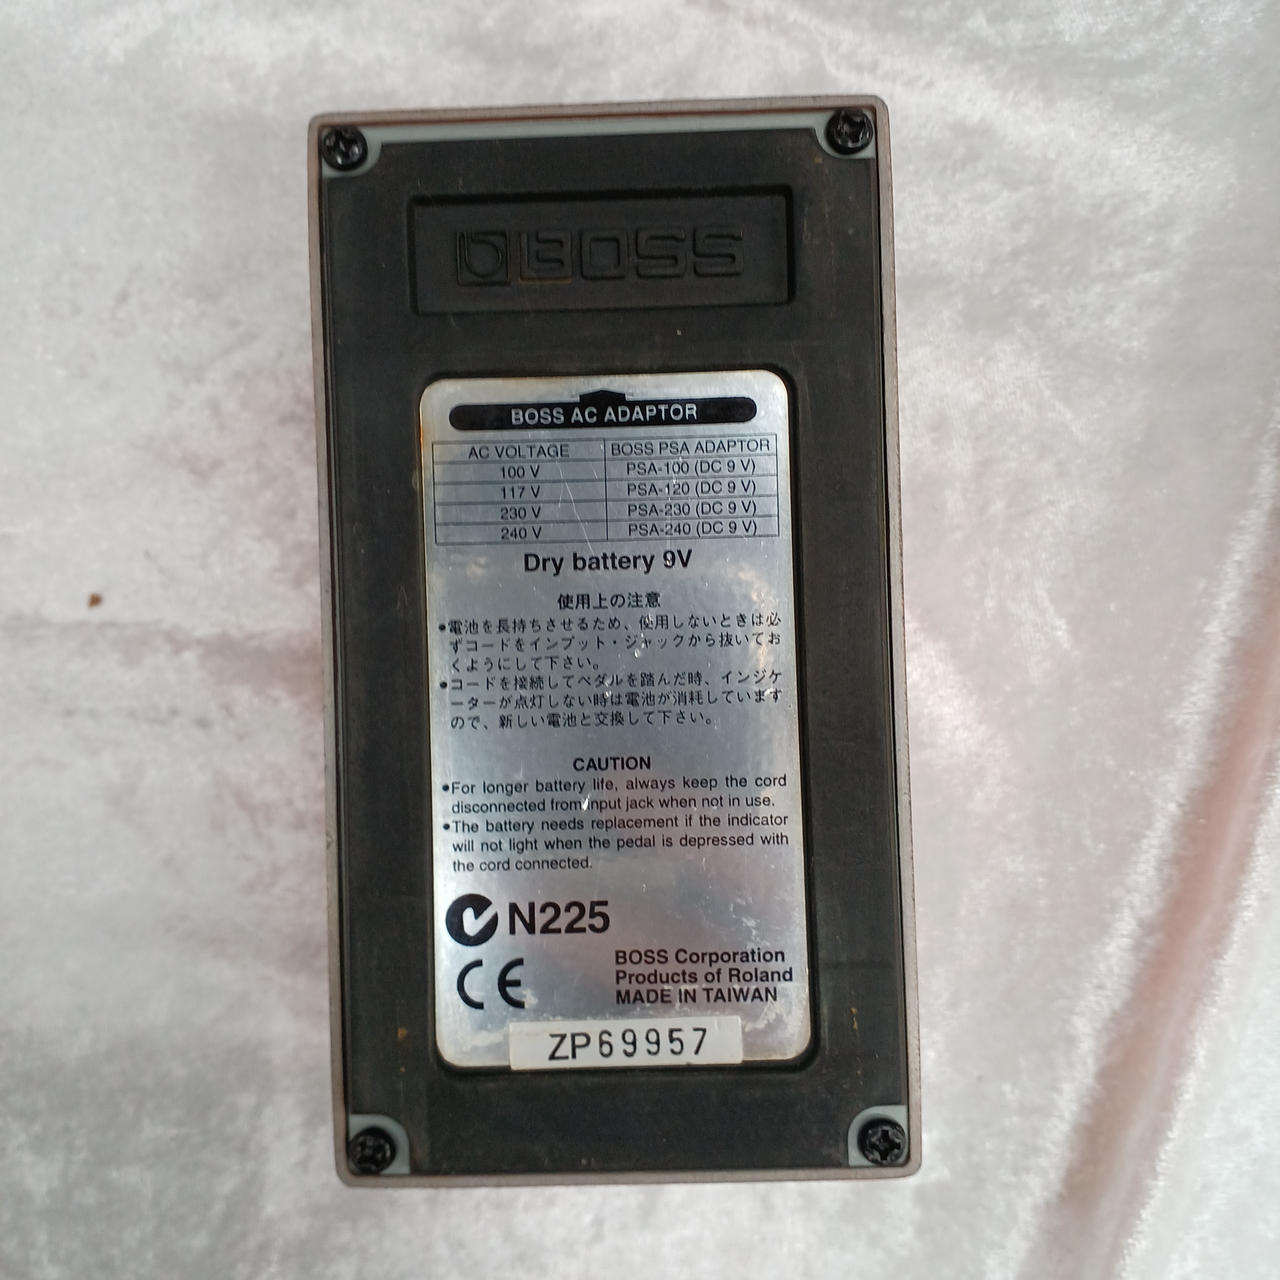 BOSS
BOSS AC ADAPTOR
AC VOLTAGE BOSS PSA ADAPTOR
100 V PSA-100 (DC 9 V)
117 V PSA-120 (DC 9 V)
230 V PSA-230 (DC 9 V)
240 V PSA-240 (DC 9 V)
Dry battery 9V
使用上の注意
●電池を長持ちさせるため、使用しないときは必
ずコードをインプット・ジャックから抜いてお
くようにして下さい。
●コードを接続してペダルを踏んだ時、インジケ
ーターが点灯しない時は電池が消耗しています
ので、新しい電池と交換して下さい。
CAUTION
●For longer battery life, always keep the cord
disconnected from input jack when not in use.
●The battery needs replacement if the indicator
will not light when the pedal is depressed with
the cord connected.
N225
CE
BOSS Corporation
Products of Roland
MADE IN TAIWAN
ZP69957